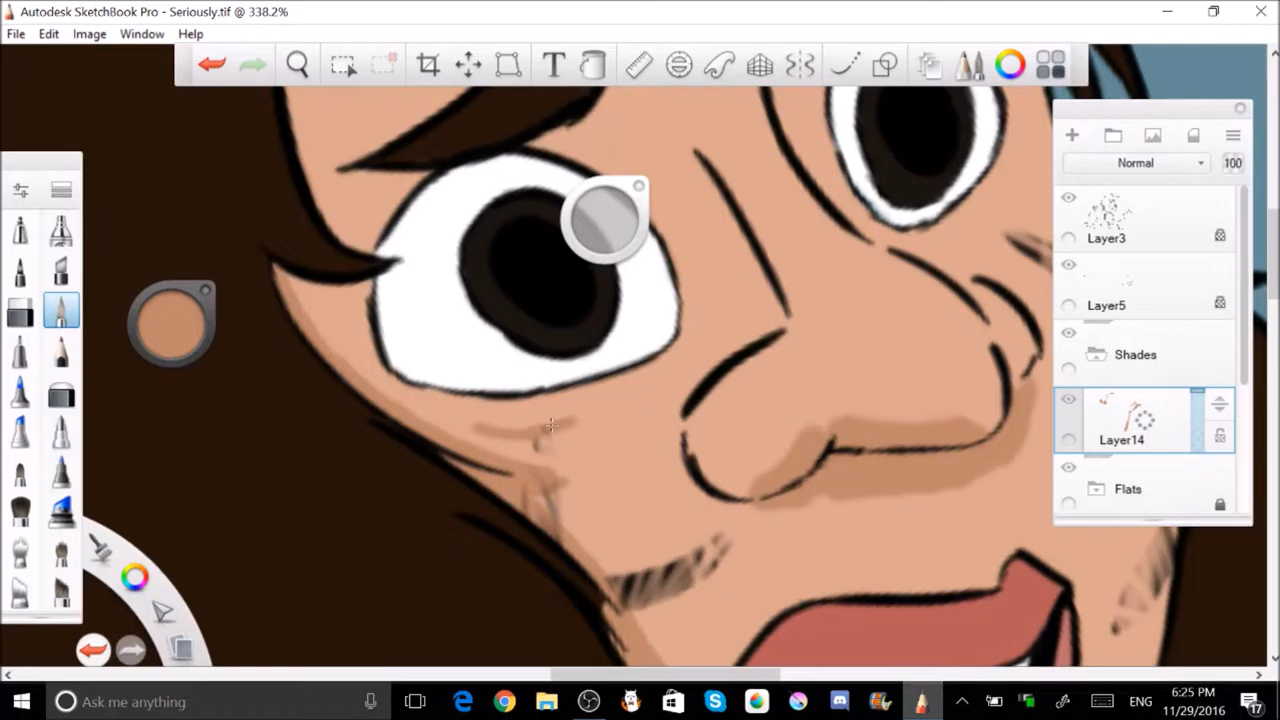 Autodesk SketchBook Pro - Seriously.tif @ 338.2%
File Edit Image Window Help
T
Normal 100
Layer3
Layer5
Shades
Layer14
Flats
Ask me anything
ENG
6:25 PM
11/29/2016
17